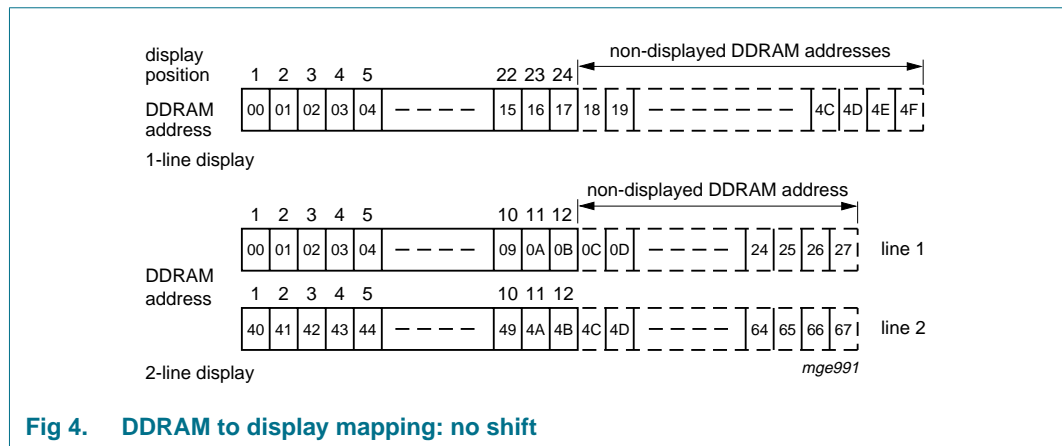 display position
non-displayed DDRAM addresses
1 2 3 4 5 22 23 24
DDRAM address
00 01 02 03 04 15 16 17 18 19 4C 4D 4E 4F
1-line display
non-displayed DDRAM address
1 2 3 4 5 10 11 12
00 01 02 03 04 09 0A 0B 0C 0D 24 25 26 27 line 1
DDRAM address
1 2 3 4 5 10 11 12
40 41 42 43 44 49 4A 4B 4C 4D 64 65 66 67 line 2
2-line display
mge991
Fig 4. DDRAM to display mapping: no shift